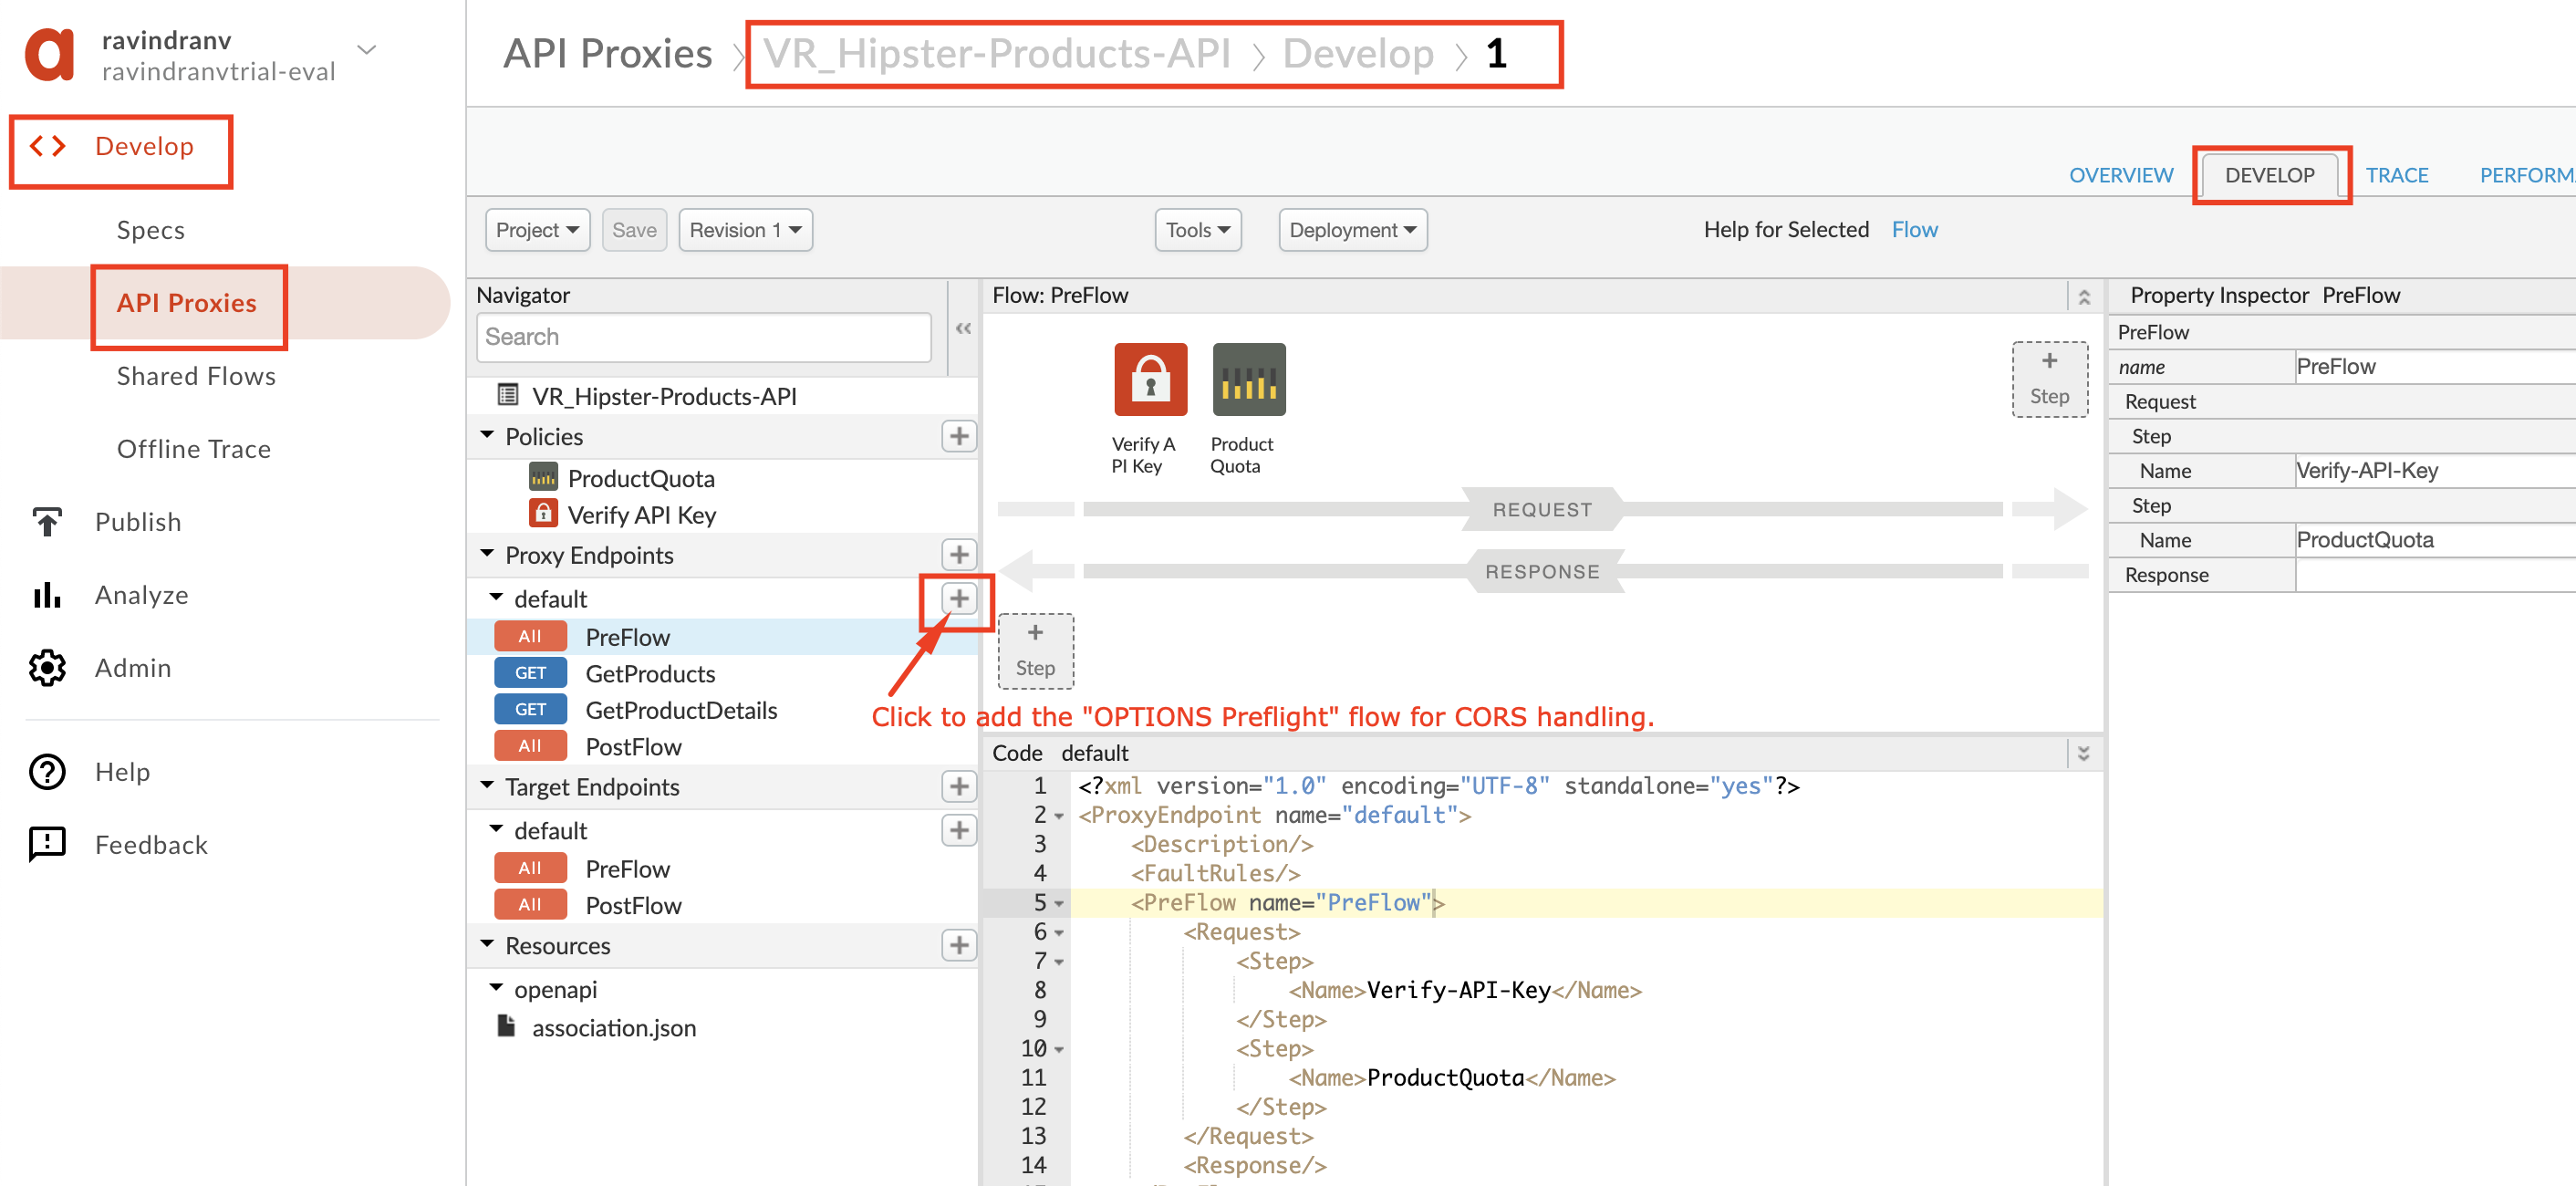 ravindranv
ravindranvtrial-eval
Develop
Specs
API Proxies
Shared Flows
Offline Trace
Publish
Analyze
Admin
Help
Feedback
API Proxies > VR_Hipster-Products-API > Develop > 1
OVERVIEW DEVELOP TRACE PERFORM
Project Save Revision 1 Tools Deployment Help for Selected Flow
Navigator
Search
VR_Hipster-Products-API
Policies
ProductQuota
Verify API Key
Proxy Endpoints
default
All PreFlow
GET GetProducts
GET GetProductDetails
All PostFlow
Target Endpoints
default
All PreFlow
All PostFlow
Resources
openapi
association.json
Flow: PreFlow
Verify A
PI Key
Product
Quota
+
Step
REQUEST
RESPONSE
+
Step
Click to add the "OPTIONS Preflight" flow for CORS handling.
Code default
1 <?xml version="1.0" encoding="UTF-8" standalone="yes"?>
2 <ProxyEndpoint name="default">
3 <Description/>
4 <FaultRules/>
5 <PreFlow name="PreFlow">
6 <Request>
7 <Step>
8 <Name>Verify-API-Key</Name>
9 </Step>
10 <Step>
11 <Name>ProductQuota</Name>
12 </Step>
13 </Request>
14 <Response/>
Property Inspector PreFlow
PreFlow
name PreFlow
Request
Step
Name Verify-API-Key
Step
Name ProductQuota
Response